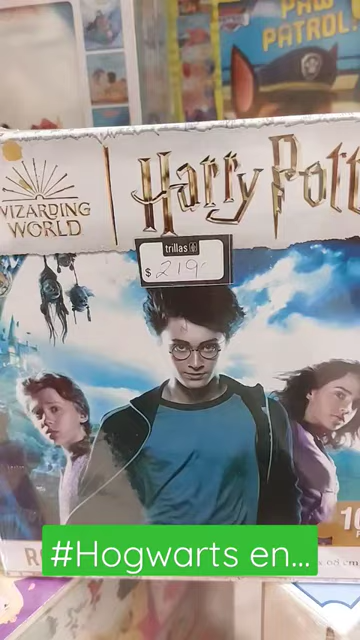 PAW
PATROL
WIZARDING
WORLD
Harry Pott
trillas
$ 219
#Hogwarts en...